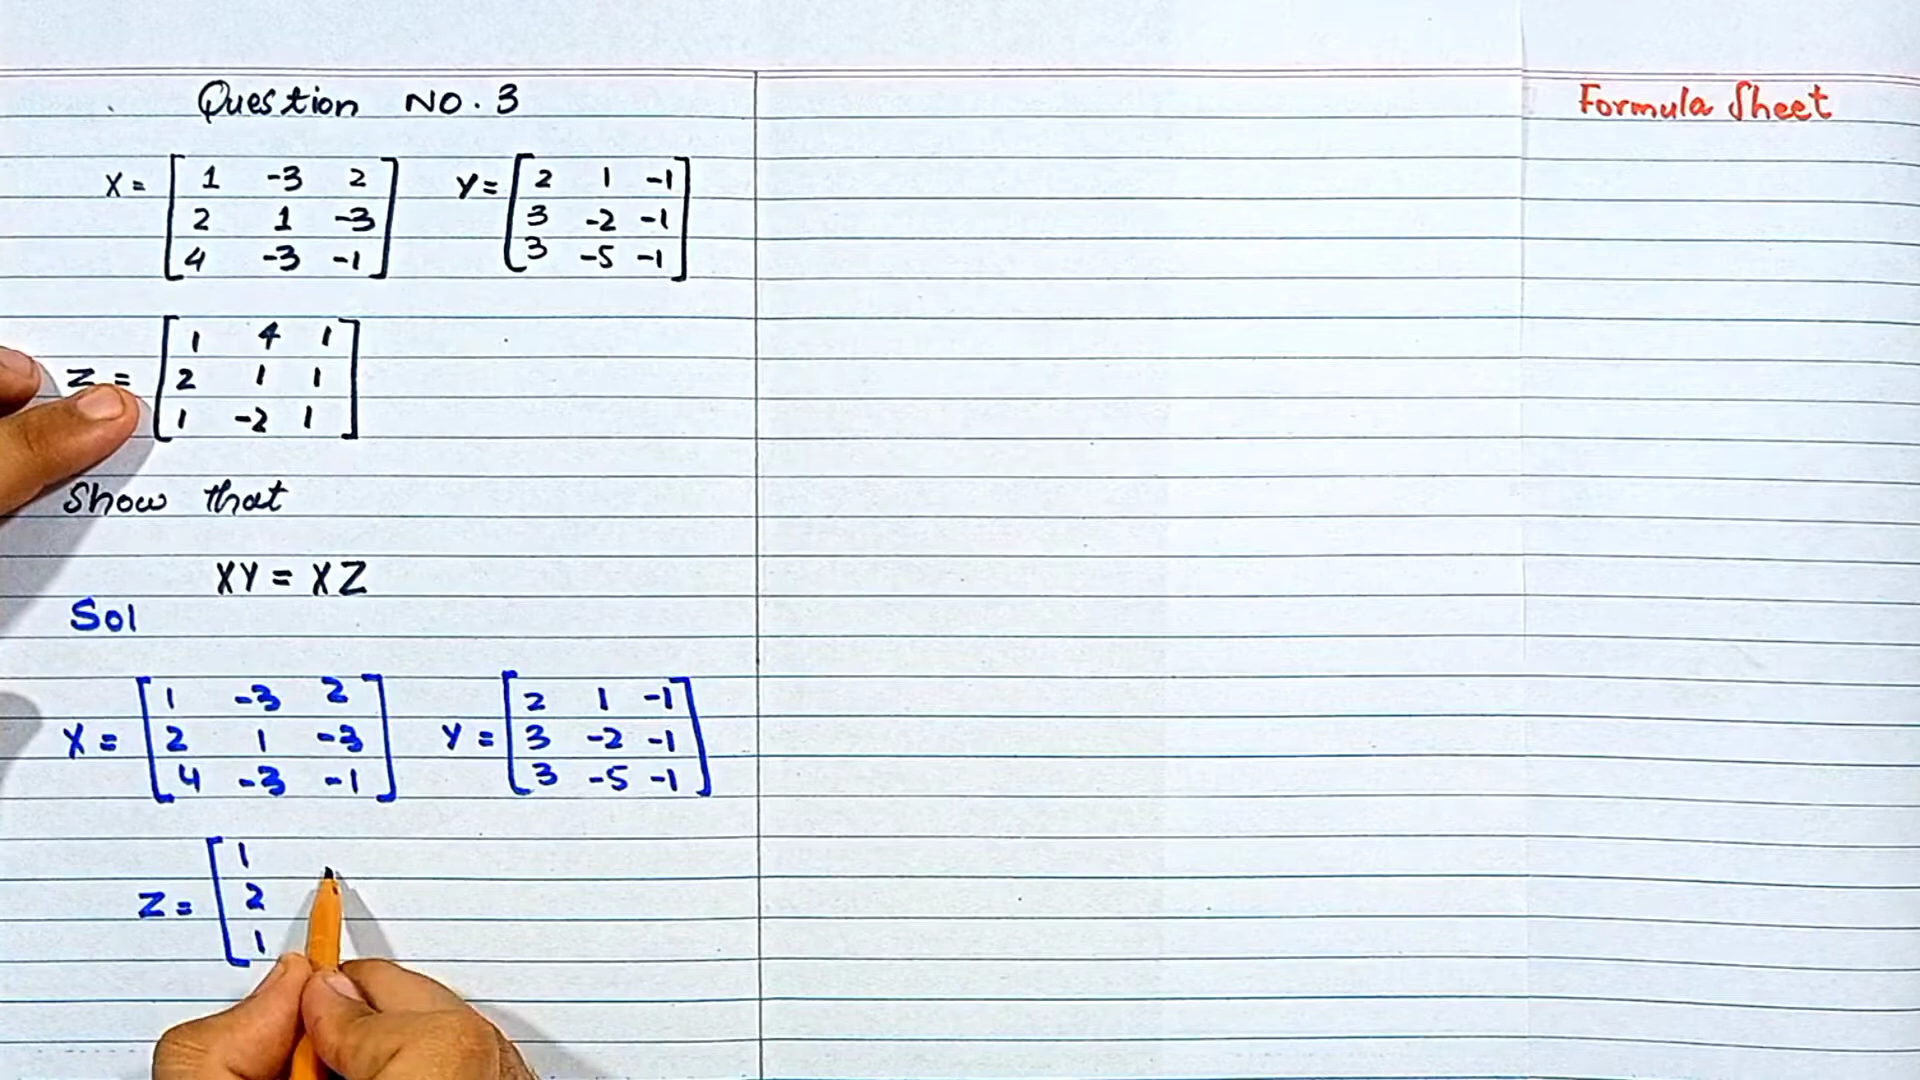 Question NO. 3
Formula Sheet
X = [ 1 -3 2
2 1 -3
4 -3 -1 ]
Y = [ 2 1 -1
3 -2 -1
3 -5 -1 ]
Z = [ 1 4 1
2 1 1
1 -2 1 ]
Show that
XY = XZ
Sol
X = [ 1 -3 2
2 1 -3
4 -3 -1 ]
Y = [ 2 1 -1
3 -2 -1
3 -5 -1 ]
Z = [ 1
2
1